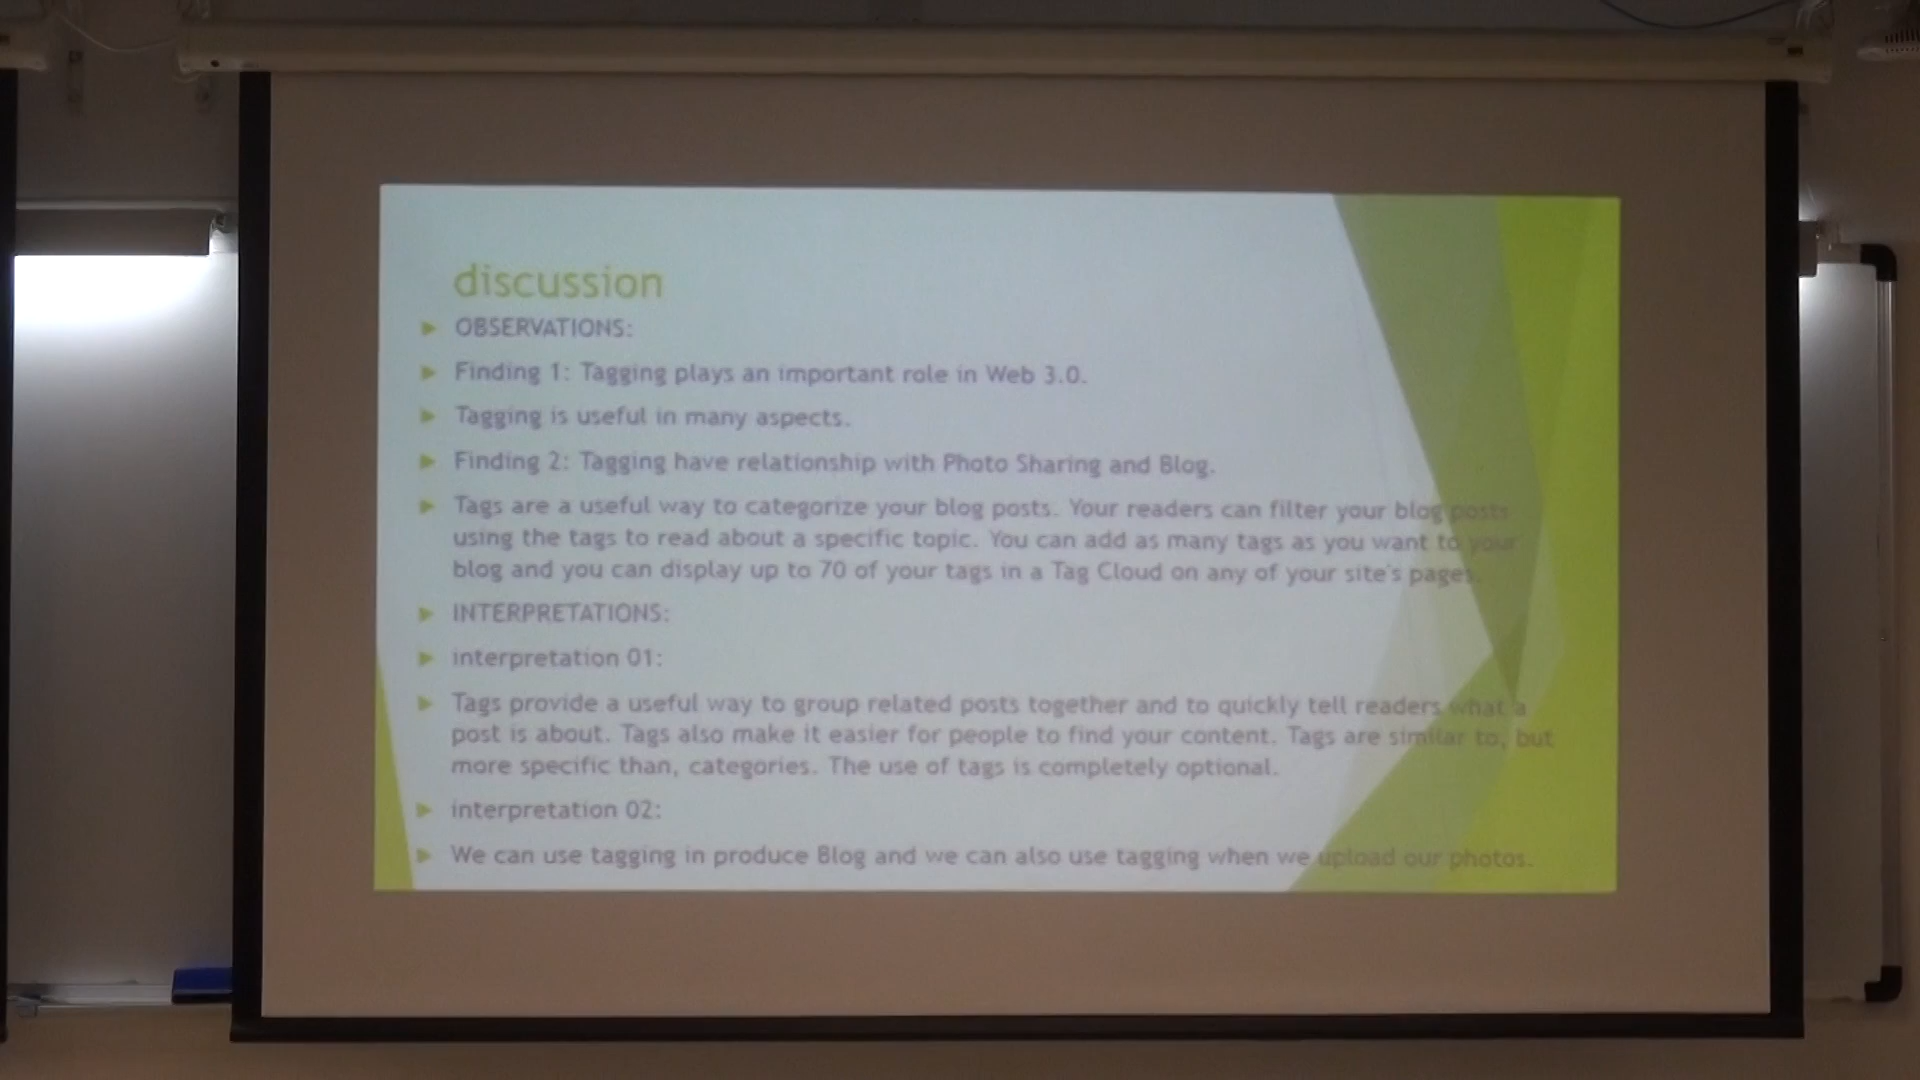 discussion
OBSERVATIONS:
Finding 1: Tagging plays an important role in Web 3.0.
Tagging is useful in many aspects.
Finding 2: Tagging have relationship with Photo Sharing and Blog.
Tags are a useful way to categorize your blog posts. Your readers can filter your blog posts
using the tags to read about a specific topic. You can add as many tags as you want to your
blog and you can display up to 70 of your tags in a Tag Cloud on any of your site's pages.
INTERPRETATIONS:
interpretation 01:
Tags provide a useful way to group related posts together and to quickly tell readers what a
post is about. Tags also make it easier for people to find your content. Tags are similar to, but
more specific than, categories. The use of tags is completely optional.
interpretation 02:
We can use tagging in produce Blog and we can also use tagging when we upload our photos.